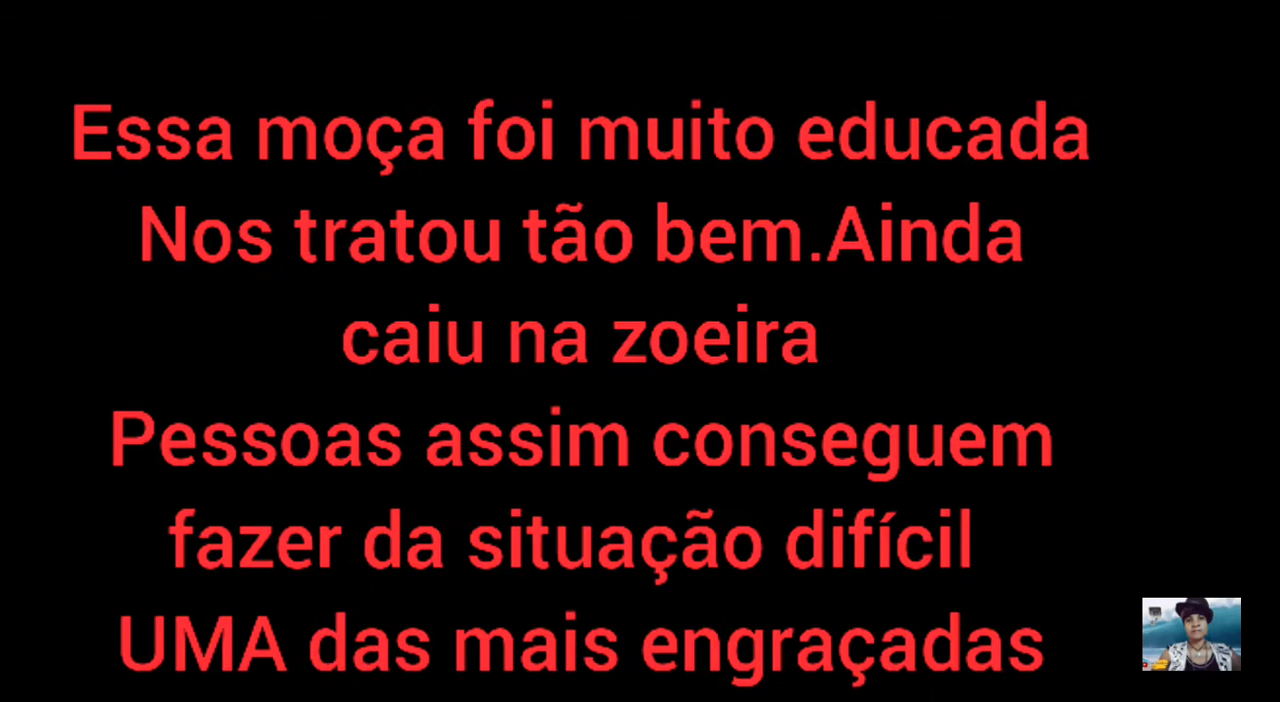 Essa moça foi muito educada
Nos tratou tão bem.Ainda
caiu na zoeira
Pessoas assim conseguem
fazer da situação difícil
UMA das mais engraçadas